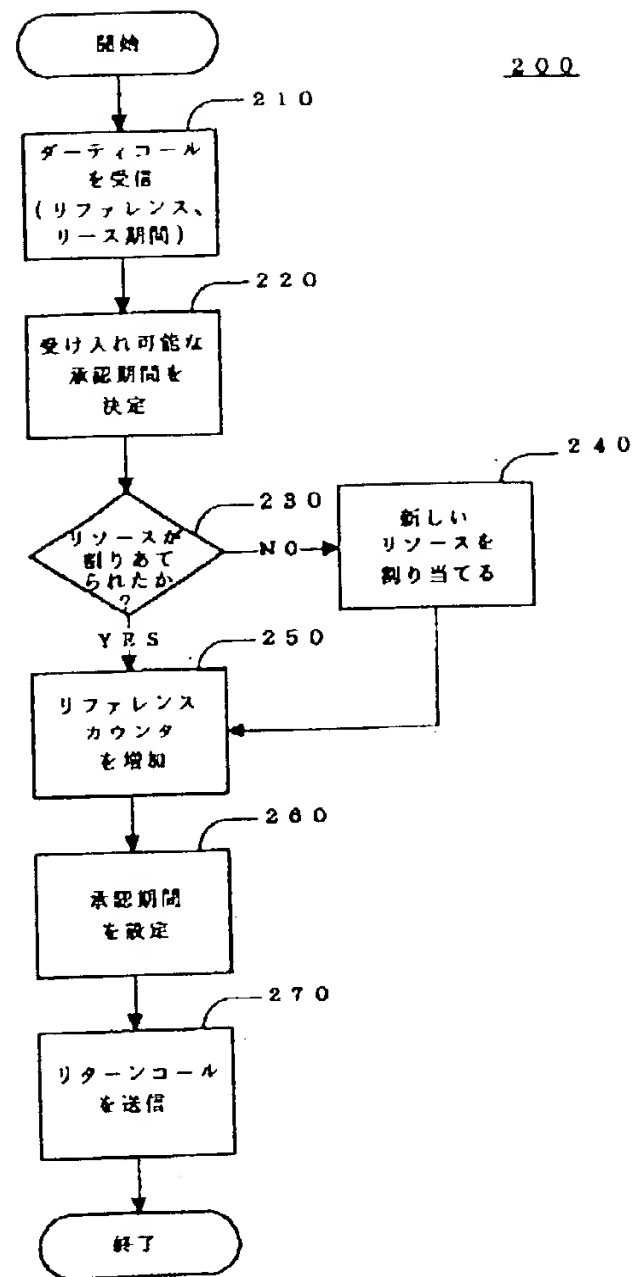 開始
200
210
ダーティコール
を受信
(リファレンス、
リース期間)
220
受け入れ可能な
承認期間を
決定
230
リソースが
割りあて
られたか
?
NO
240
新しい
リソースを
割り当てる
YES
250
リファレンス
カウンタ
を増加
260
承認期間
を設定
270
リターンコール
を送信
終了